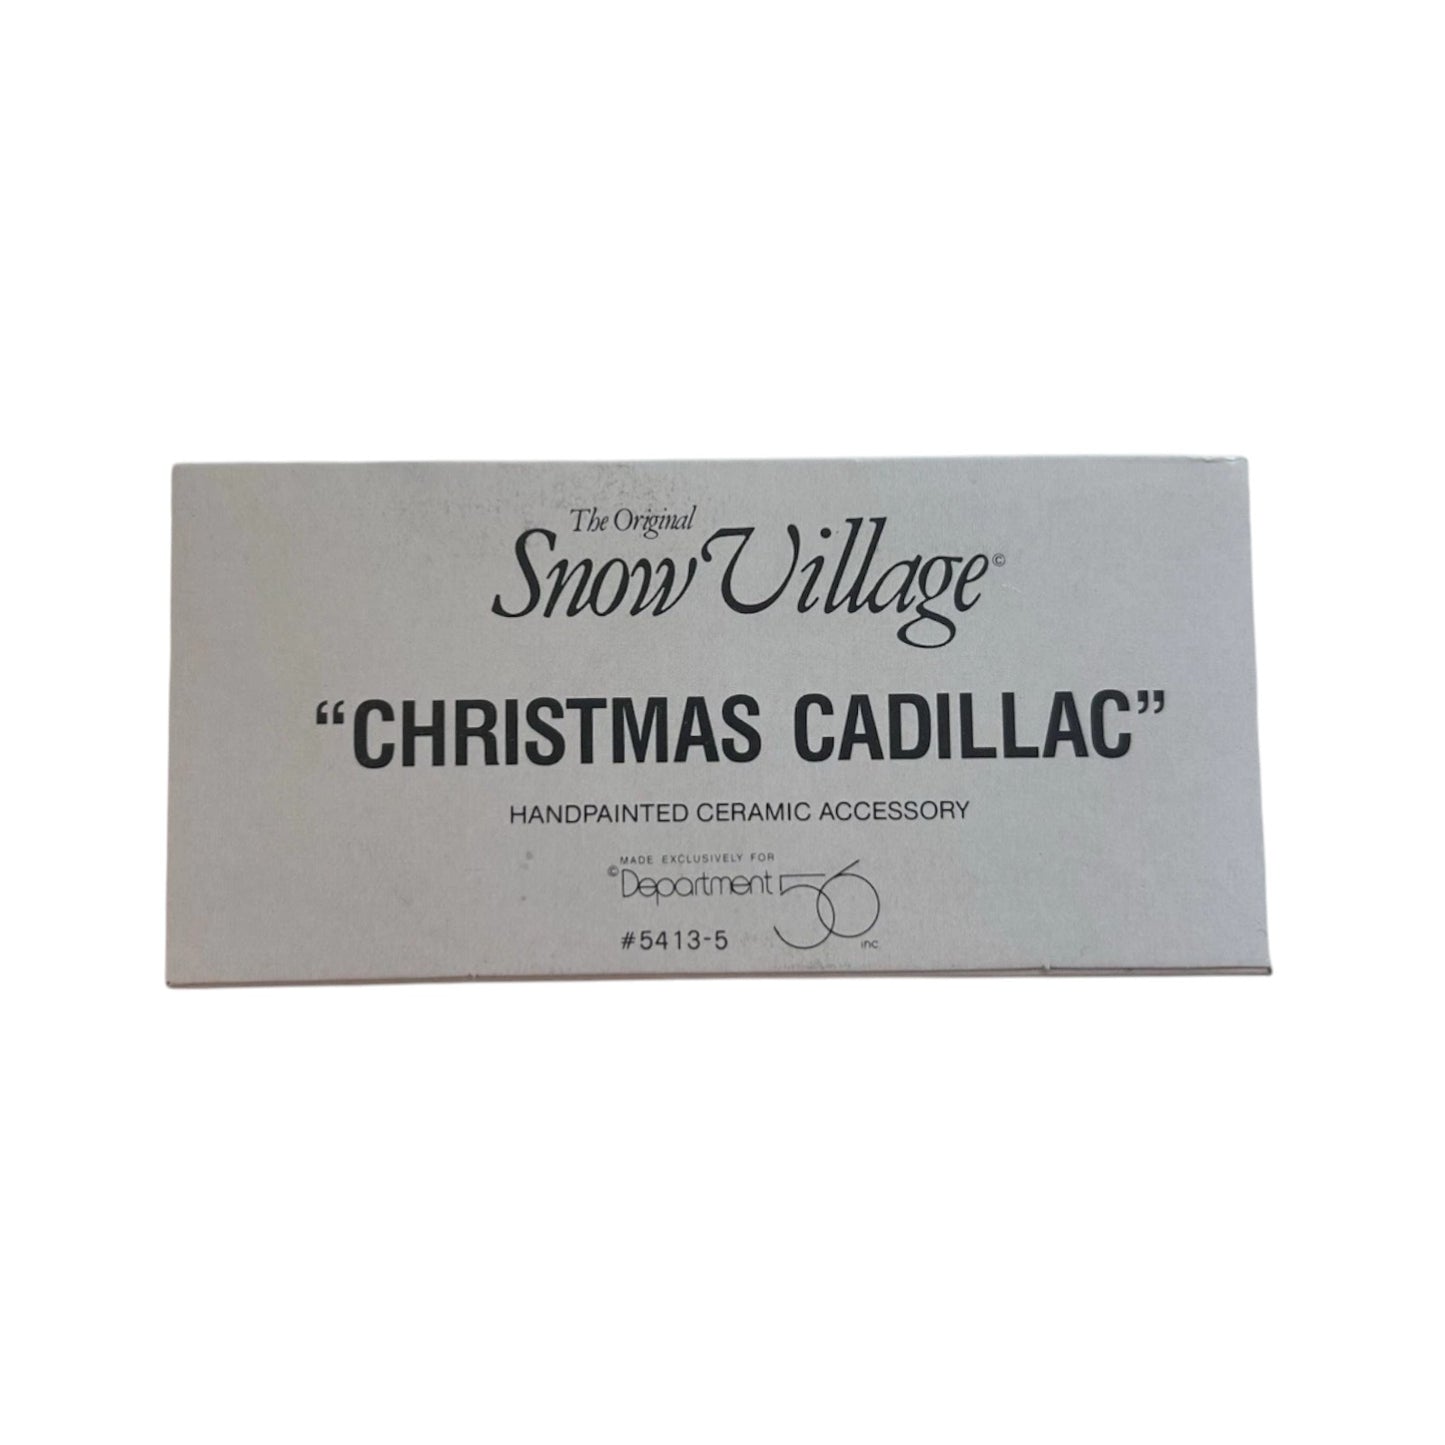 The Original
Snow Village©
“CHRISTMAS CADILLAC”
HANDPAINTED CERAMIC ACCESSORY
MADE EXCLUSIVELY FOR
©Department 56 inc.
#5413-5